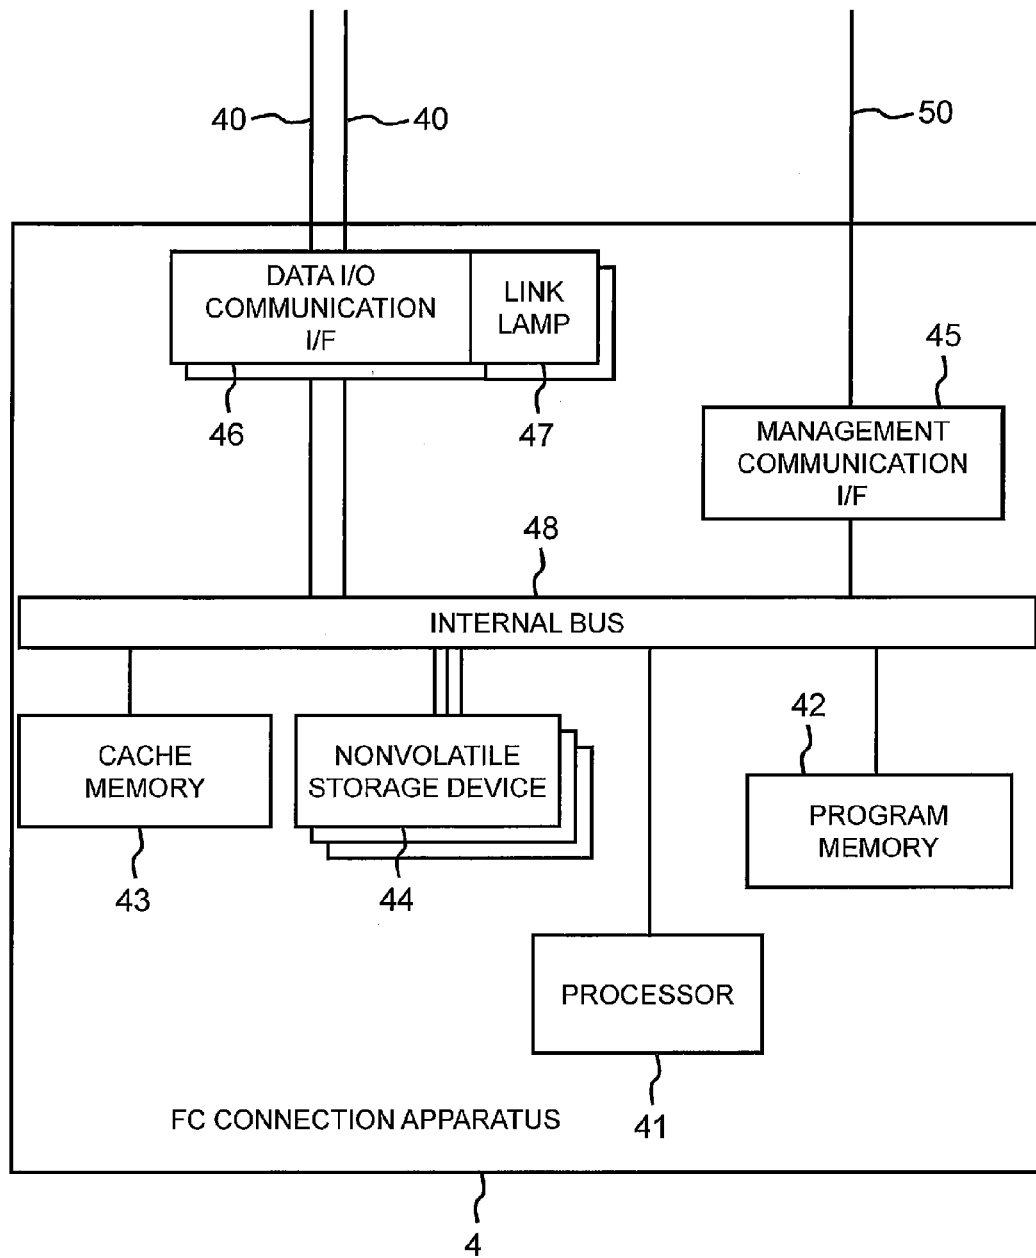 40
40
50
DATA I/O
COMMUNICATION
I/F
LINK
LAMP
46
47
45
MANAGEMENT
COMMUNICATION
I/F
48
INTERNAL BUS
CACHE
MEMORY
43
NONVOLATILE
STORAGE DEVICE
44
42
PROGRAM
MEMORY
PROCESSOR
41
FC CONNECTION APPARATUS
4